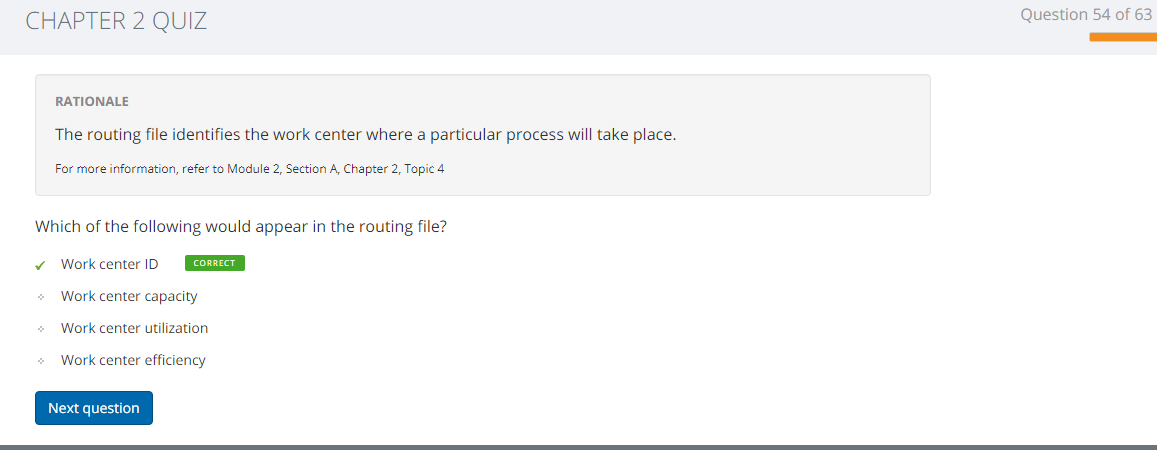 CHAPTER 2 QUIZ
Question 54 of 63
RATIONALE
The routing file identifies the work center where a particular process will take place.
For more information, refer to Module 2, Section A, Chapter 2, Topic 4
Which of the following would appear in the routing file?
Work center ID CORRECT
Work center capacity
Work center utilization
Work center efficiency
Next question